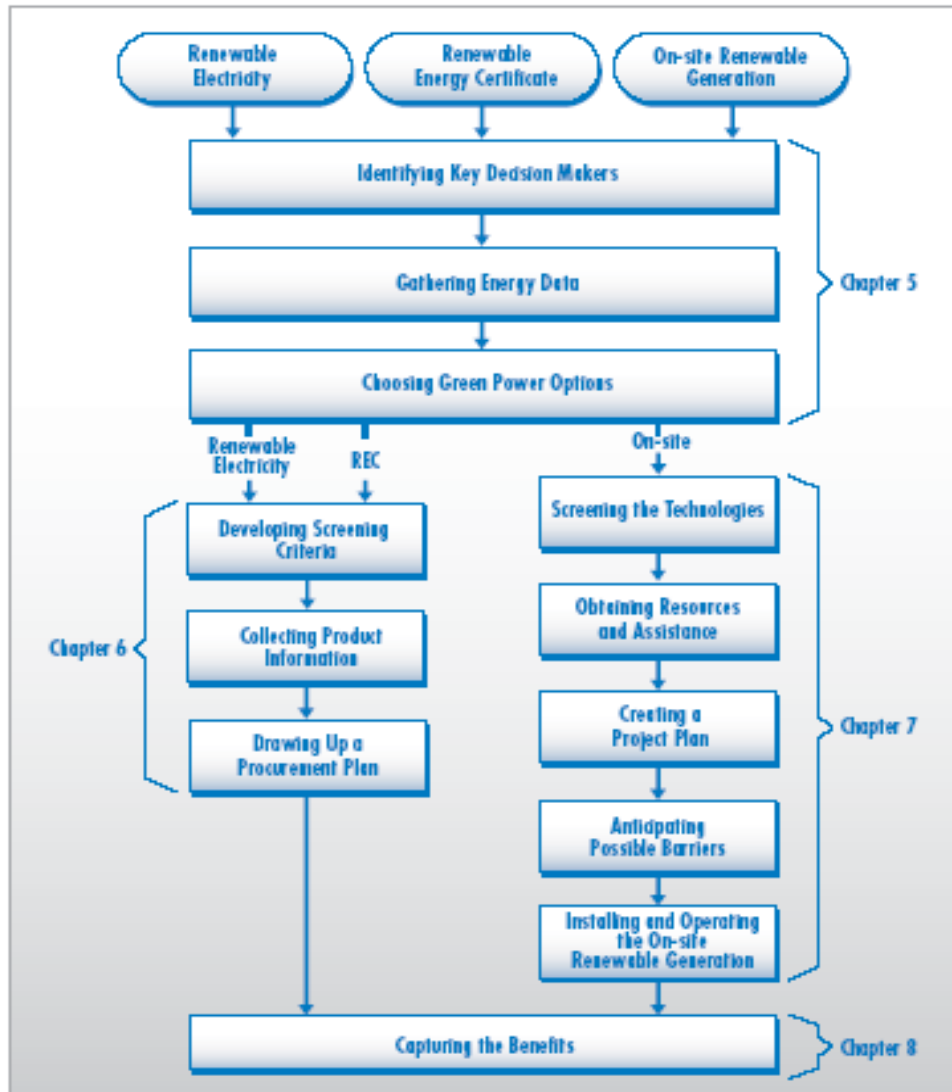 Renewable
Electricity
Renewable
Energy Certificate
On-site Renewable
Generation
Identifying Key Decision Makers
Gathering Energy Data
Chapter 5
Choosing Green Power Options
Renewable
Electricity
REC
On-site
Developing Screening
Criteria
Collecting Product
Information
Chapter 6
Drawing Up a
Procurement Plan
Screening the Technologies
Obtaining Resources
and Assistance
Creating a
Project Plan
Chapter 7
Anticipating
Possible Barriers
Installing and Operating
the On-site
Renewable Generation
Capturing the Benefits
Chapter 8